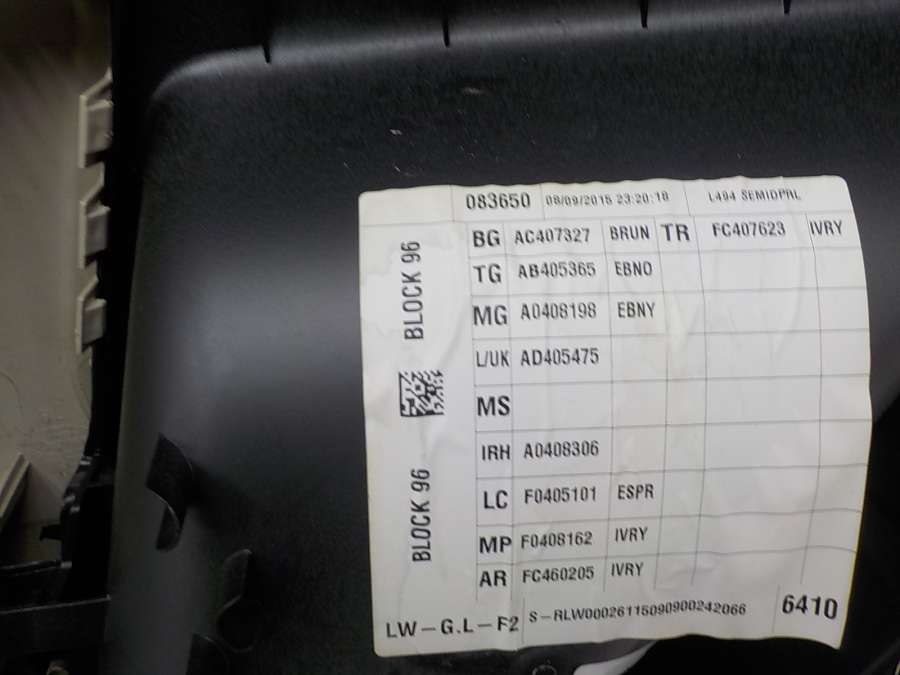 083650 08/09/2015 23:20:18 L494 SEMIDPRL
BLOCK 96
BLOCK 96
BG AC407327 BRUN TR FC407623 IVRY
TG AB405365 EBNO
MG A0408198 EBNY
L/UK AD405475
MS
IRH A0408306
LC F0405101 ESPR
MP F0408162 IVRY
AR FC460205 IVRY
LW-G.L-F2 S-RLW00026115090900242066 6410